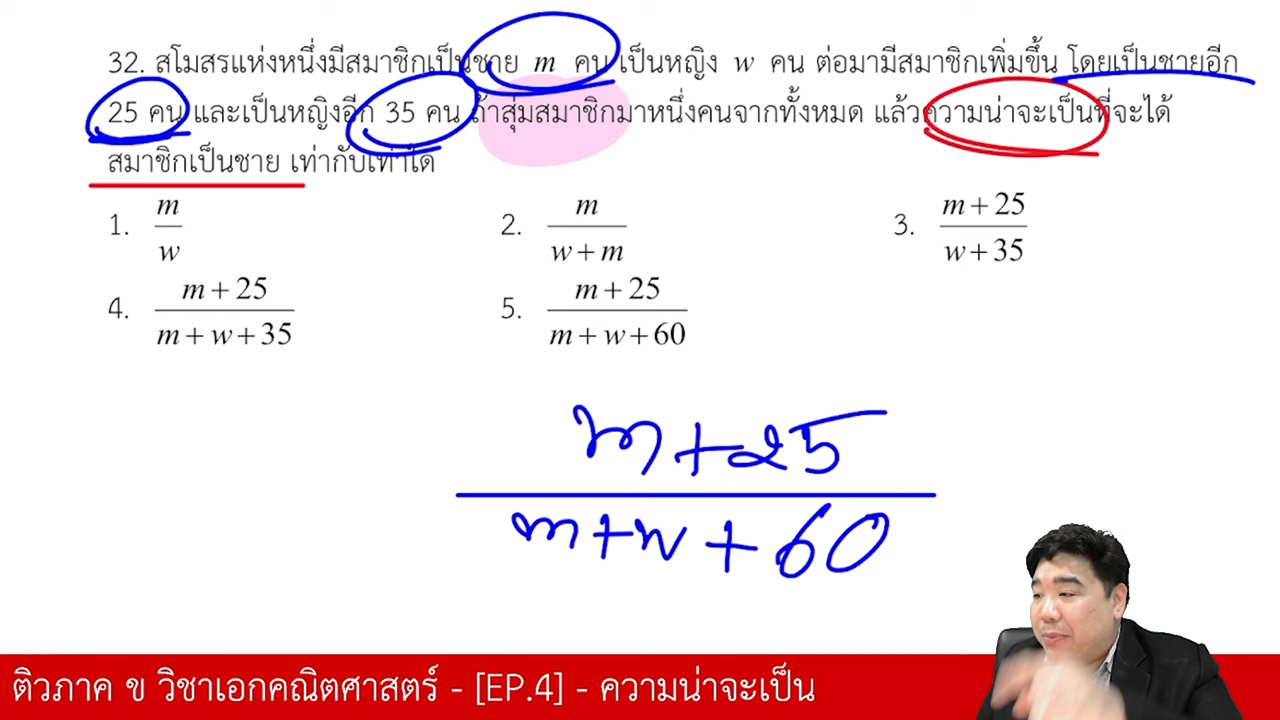 32. สโมสรแห่งหนึ่งมีสมาชิกเป็นชาย m คน เป็นหญิง w คน ต่อมามีสมาชิกเพิ่มขึ้น โดยเป็นชายอีก
25 คน และเป็นหญิงอีก 35 คน ถ้าสุ่มสมาชิกมาหนึ่งคนจากทั้งหมด แล้วความน่าจะเป็นที่จะได้
สมาชิกเป็นชาย เท่ากับเท่าใด
1. m/w 2. m/(w+m) 3. (m+25)/(w+35)
4. (m+25)/(m+w+35) 5. (m+25)/(m+w+60)
m+25
m+w+60
ติวภาค ข วิชาเอกคณิตศาสตร์ - [EP.4] - ความน่าจะเป็น